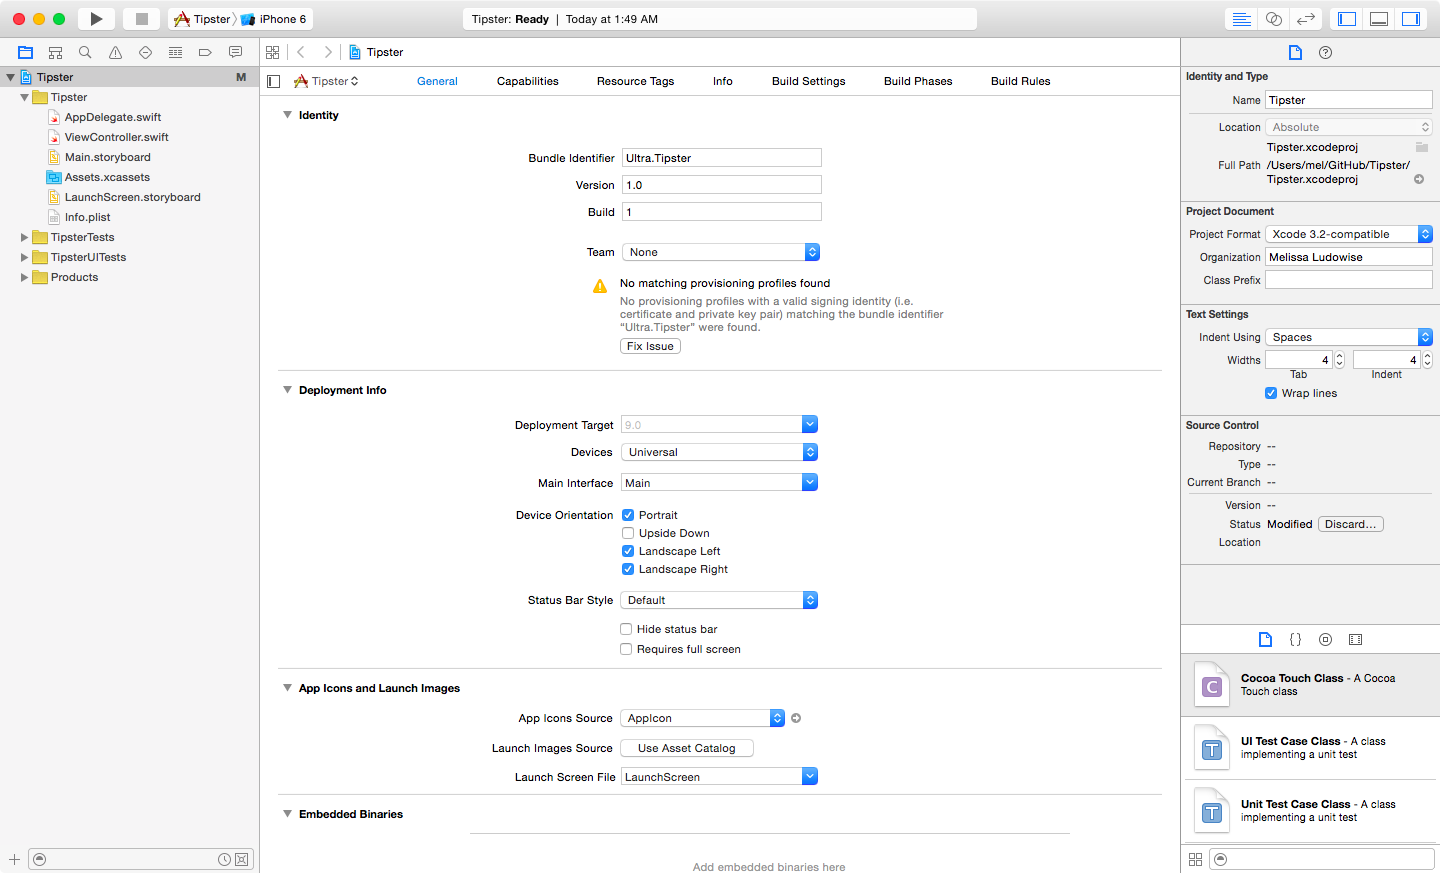 Tipster
iPhone 6
Tipster: Ready | Today at 1:49 AM
Tipster
M
Tipster
AppDelegate.swift
ViewController.swift
Main.storyboard
Assets.xcassets
LaunchScreen.storyboard
Info.plist
TipsterTests
TipsterUITests
Products
Tipster
Tipster
General
Capabilities
Resource Tags
Info
Build Settings
Build Phases
Build Rules
Identity
Bundle Identifier
Ultra.Tipster
Version
1.0
Build
1
Team
None
No matching provisioning profiles found
No provisioning profiles with a valid signing identity (i.e.
certificate and private key pair) matching the bundle identifier
“Ultra.Tipster” were found.
Fix Issue
Deployment Info
Deployment Target
9.0
Devices
Universal
Main Interface
Main
Device Orientation
Portrait
Upside Down
Landscape Left
Landscape Right
Status Bar Style
Default
Hide status bar
Requires full screen
App Icons and Launch Images
App Icons Source
AppIcon
Launch Images Source
Use Asset Catalog
Launch Screen File
LaunchScreen
Embedded Binaries
Add embedded binaries here
Identity and Type
Name
Tipster
Location
Absolute
Tipster.xcodeproj
Full Path
/Users/mel/GitHub/Tipster/
Tipster.xcodeproj
Project Document
Project Format
Xcode 3.2-compatible
Organization
Melissa Ludowise
Class Prefix
Text Settings
Indent Using
Spaces
Widths
4
4
Tab
Indent
Wrap lines
Source Control
Repository
--
Type
--
Current Branch
--
Version
--
Status
Modified
Discard...
Location
{ }
C
Cocoa Touch Class - A Cocoa
Touch class
T
UI Test Case Class - A class
implementing a unit test
T
Unit Test Case Class - A class
implementing a unit test